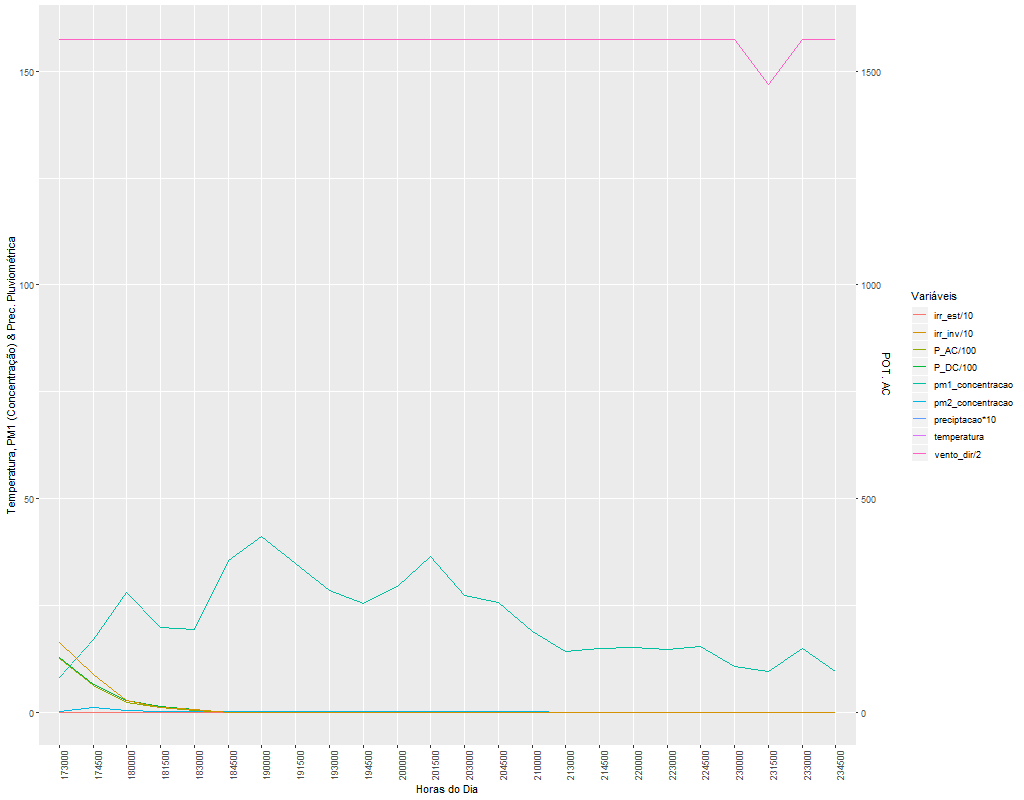 Temperatura, PM1 (Concentração) & Prec. Pluviométrica
150
100
50
0
1500
1000
500
0
POT . AC
173000
174500
180000
181500
183000
184500
190000
191500
193000
194500
200000
201500
203000
204500
210000
213000
214500
220000
223000
224500
230000
231500
233000
234500
Horas do Dia
Variáveis
irr_est/10
irr_inv/10
P_AC/100
P_DC/100
pm1_concentracao
pm2_concentracao
preciptacao*10
temperatura
vento_dir/2